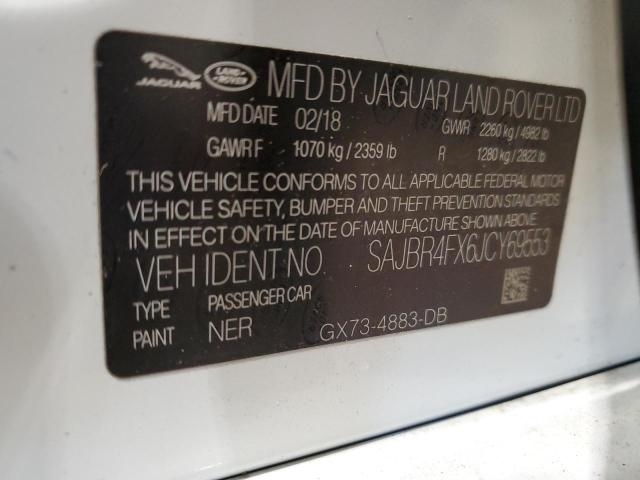 JAGUAR LAND ROVER MFD BY JAGUAR LAND ROVER LTD
MFD DATE 02/18 GVWR 2260 kg / 4982 lb
GAWR F 1070 kg / 2359 lb R 1280 kg / 2822 lb
THIS VEHICLE CONFORMS TO ALL APPLICABLE FEDERAL MOTOR
VEHICLE SAFETY, BUMPER AND THEFT PREVENTION STANDARDS
IN EFFECT ON THE DATE OF MANUFACTURE SHOWN ABOVE.
VEH IDENT NO. SAJBR4FX6JCY69553
TYPE PASSENGER CAR
PAINT NER GX73-4883-DB